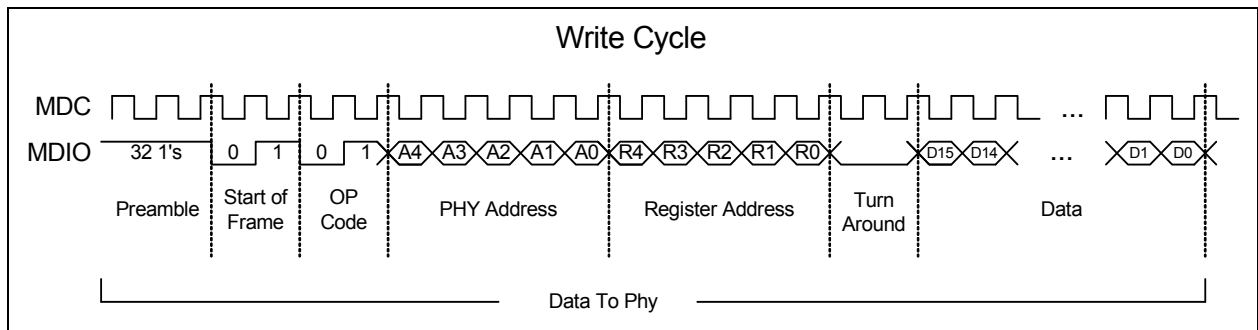 Write Cycle
MDC ...
MDIO 32 1's 0 1 0 1 A4 A3 A2 A1 A0 R4 R3 R2 R1 R0 D15 D14 ... D1 D0
Preamble Start of Frame OP Code PHY Address Register Address Turn Around Data
Data To Phy